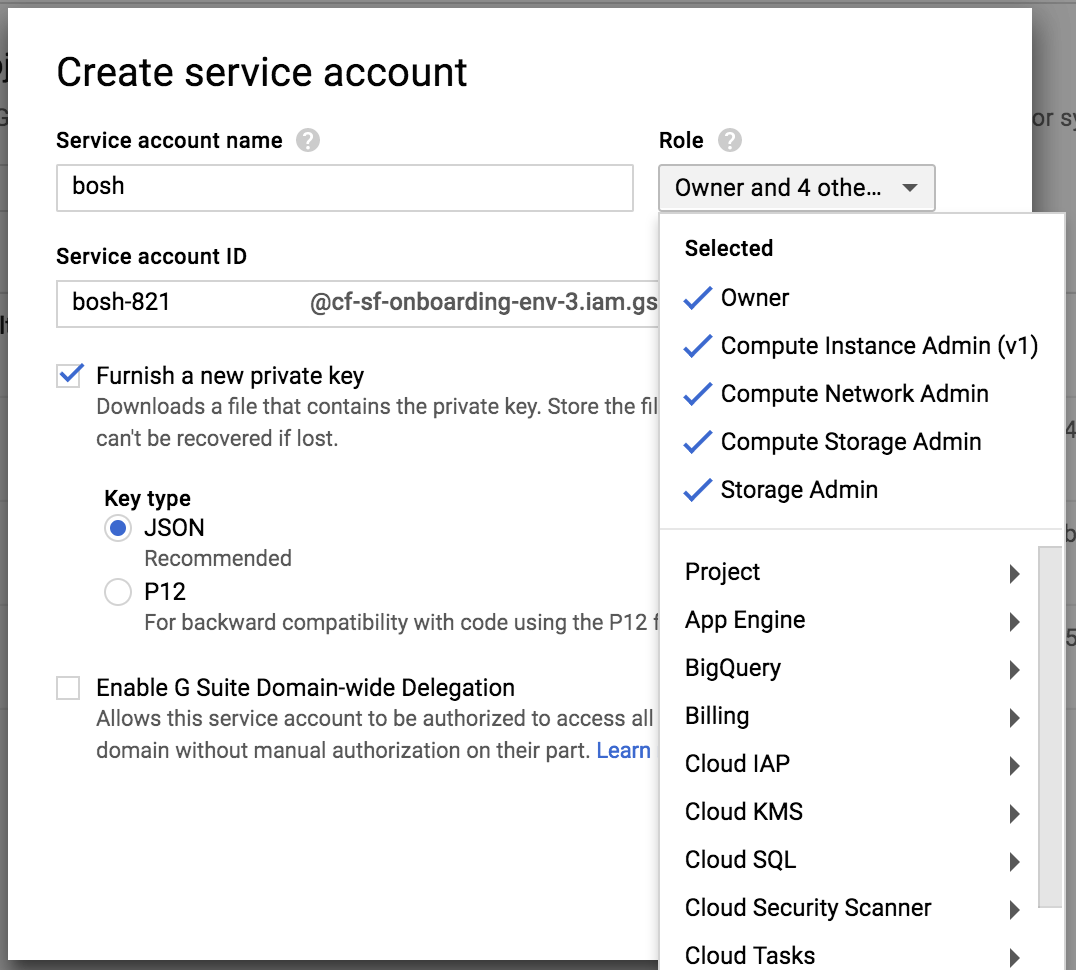 Create service account
Service account name
Role
bosh
Owner and 4 othe...
Service account ID
bosh-821 @cf-sf-onboarding-env-3.iam.gs
Furnish a new private key
Downloads a file that contains the private key. Store the fil
can't be recovered if lost.
Key type
JSON
Recommended
P12
For backward compatibility with code using the P12 f
Enable G Suite Domain-wide Delegation
Allows this service account to be authorized to access all
domain without manual authorization on their part. Learn
Selected
Owner
Compute Instance Admin (v1)
Compute Network Admin
Compute Storage Admin
Storage Admin
Project
App Engine
BigQuery
Billing
Cloud IAP
Cloud KMS
Cloud SQL
Cloud Security Scanner
Cloud Tasks
or sy